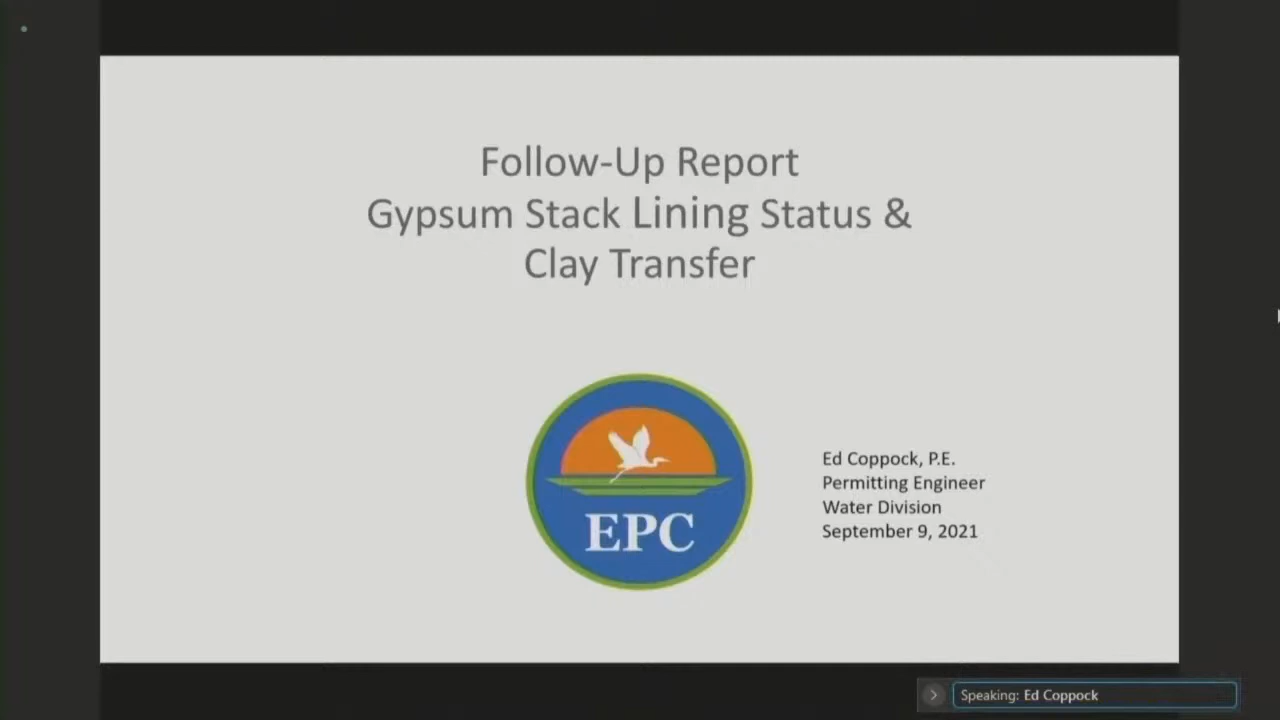 Follow-Up Report
Gypsum Stack Lining Status &
Clay Transfer
EPC
Ed Coppock, P.E.
Permitting Engineer
Water Division
September 9, 2021
Speaking: Ed Coppock